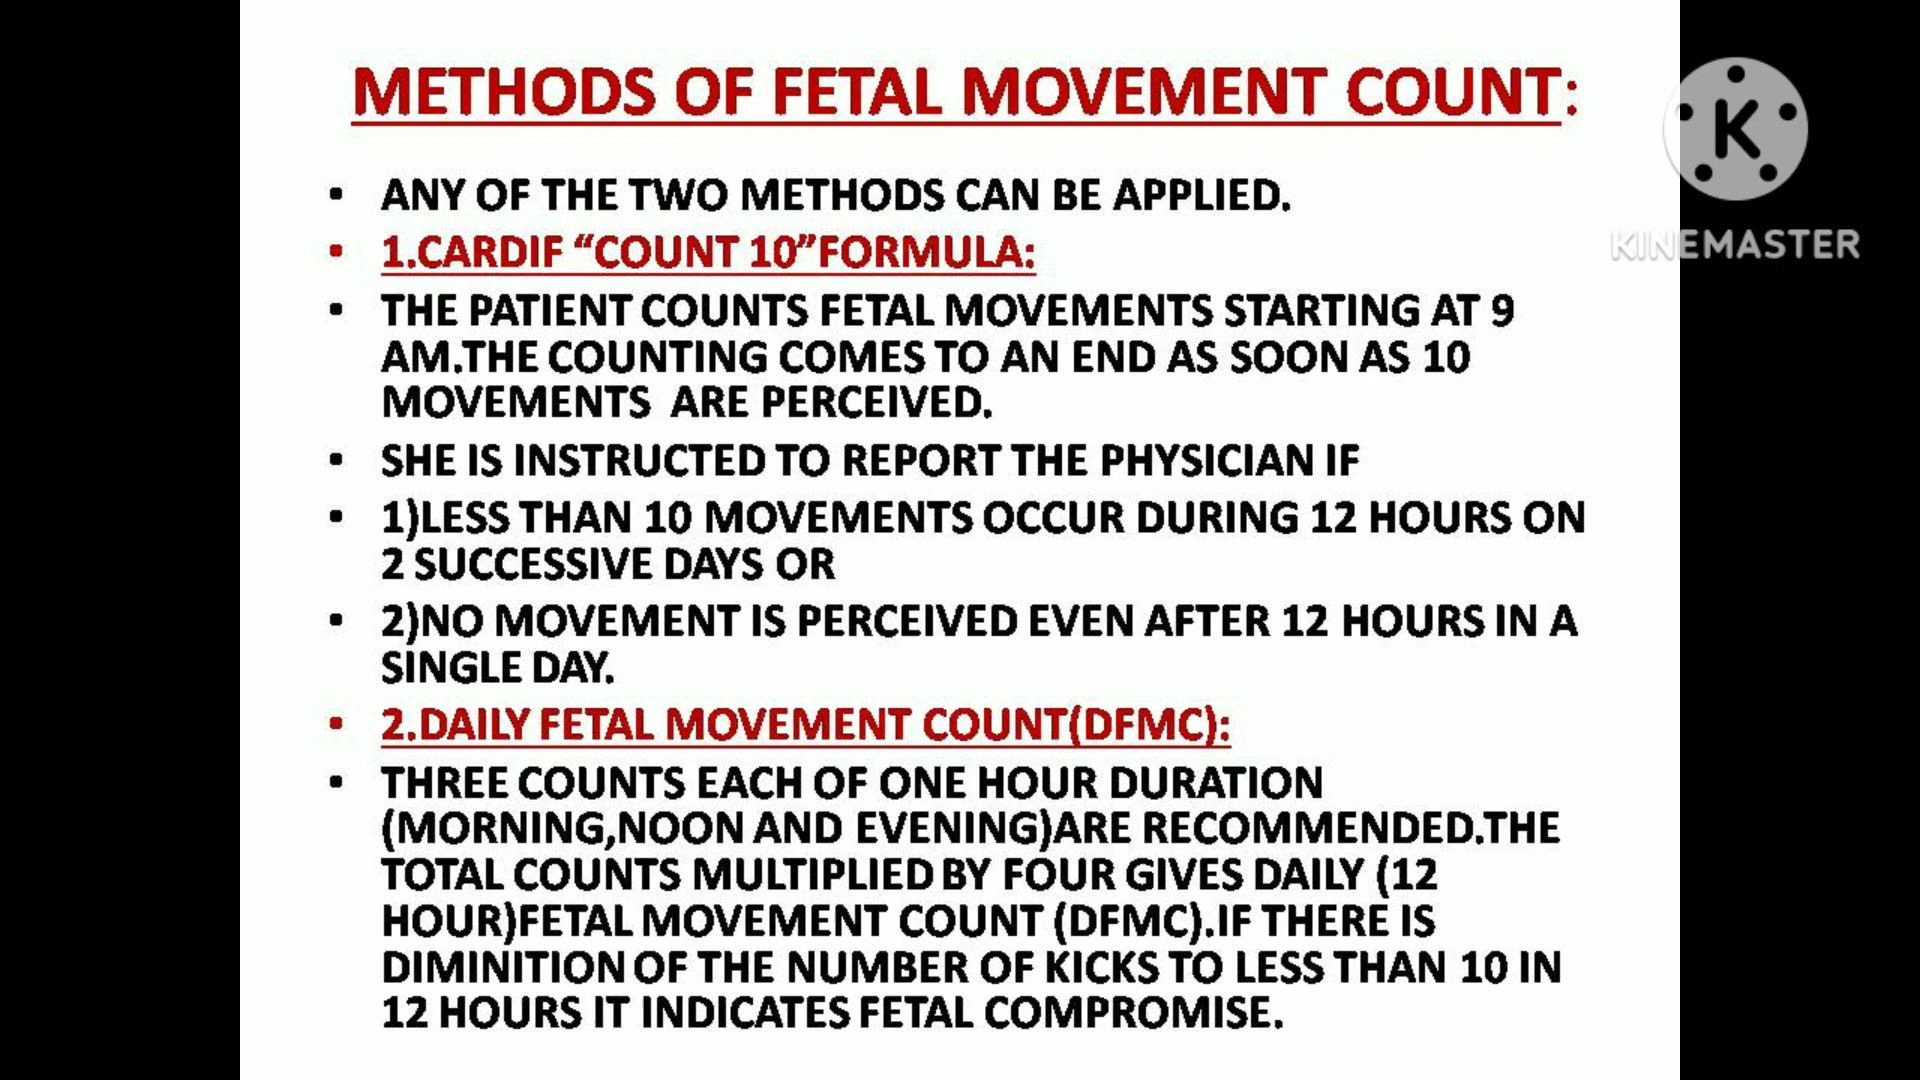 METHODS OF FETAL MOVEMENT COUNT:
K
KINEMASTER
• ANY OF THE TWO METHODS CAN BE APPLIED.
• 1.CARDIF “COUNT 10”FORMULA:
• THE PATIENT COUNTS FETAL MOVEMENTS STARTING AT 9
AM.THE COUNTING COMES TO AN END AS SOON AS 10
MOVEMENTS ARE PERCEIVED.
• SHE IS INSTRUCTED TO REPORT THE PHYSICIAN IF
• 1)LESS THAN 10 MOVEMENTS OCCUR DURING 12 HOURS ON
2 SUCCESSIVE DAYS OR
• 2)NO MOVEMENT IS PERCEIVED EVEN AFTER 12 HOURS IN A
SINGLE DAY.
• 2.DAILY FETAL MOVEMENT COUNT(DFMC):
• THREE COUNTS EACH OF ONE HOUR DURATION
(MORNING,NOON AND EVENING)ARE RECOMMENDED.THE
TOTAL COUNTS MULTIPLIED BY FOUR GIVES DAILY (12
HOUR)FETAL MOVEMENT COUNT (DFMC).IF THERE IS
DIMINITION OF THE NUMBER OF KICKS TO LESS THAN 10 IN
12 HOURS IT INDICATES FETAL COMPROMISE.